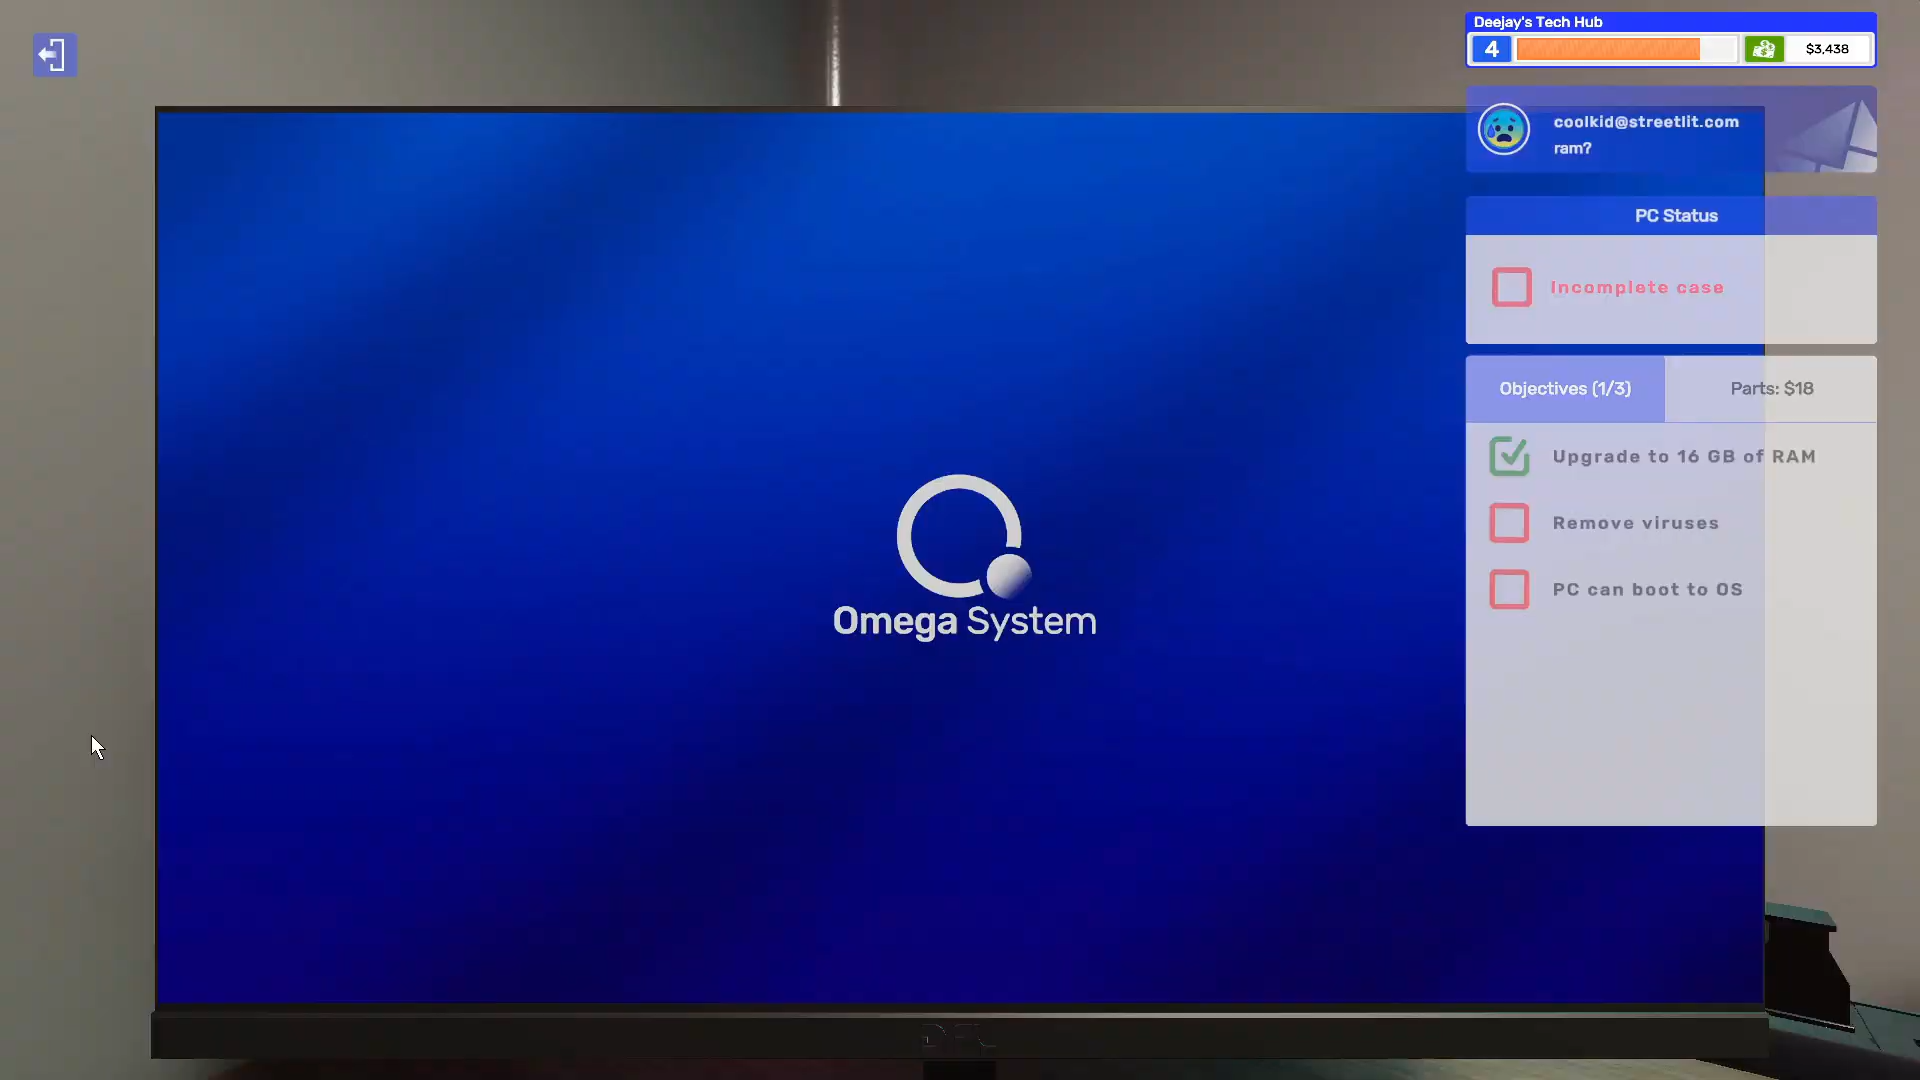 Deejay's Tech Hub
4
$3,438
coolkid@streetlit.com
ram?
PC Status
Incomplete case
Objectives (1/3)
Parts: $18
Upgrade to 16 GB of RAM
Remove viruses
PC can boot to OS
Omega System